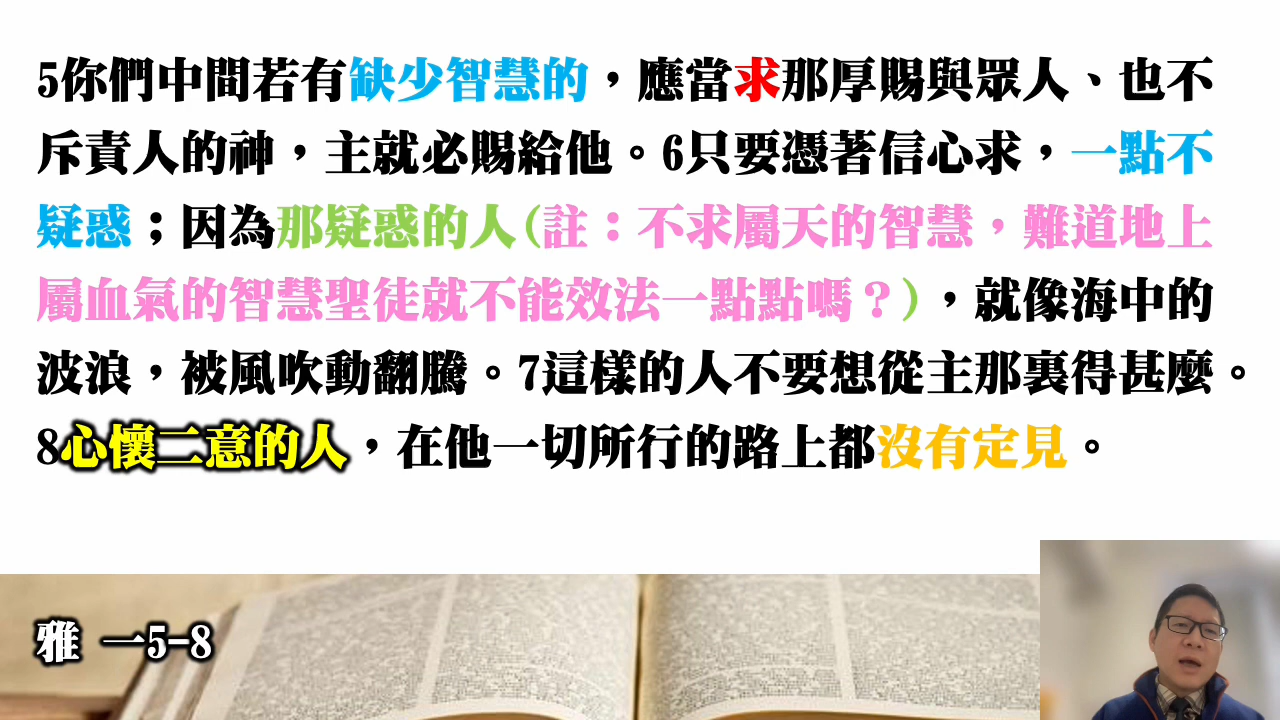 5你們中間若有缺少智慧的，應當求那厚賜與眾人、也不
斥責人的神，主就必賜給他。6只要憑著信心求，一點不
疑惑；因為那疑惑的人(註：不求屬天的智慧，難道地上
屬血氣的智慧聖徒就不能效法一點點嗎？)，就像海中的
波浪，被風吹動翻騰。7這樣的人不要想從主那裏得甚麼。
8心懷二意的人，在他一切所行的路上都沒有定見。
雅 一5-8